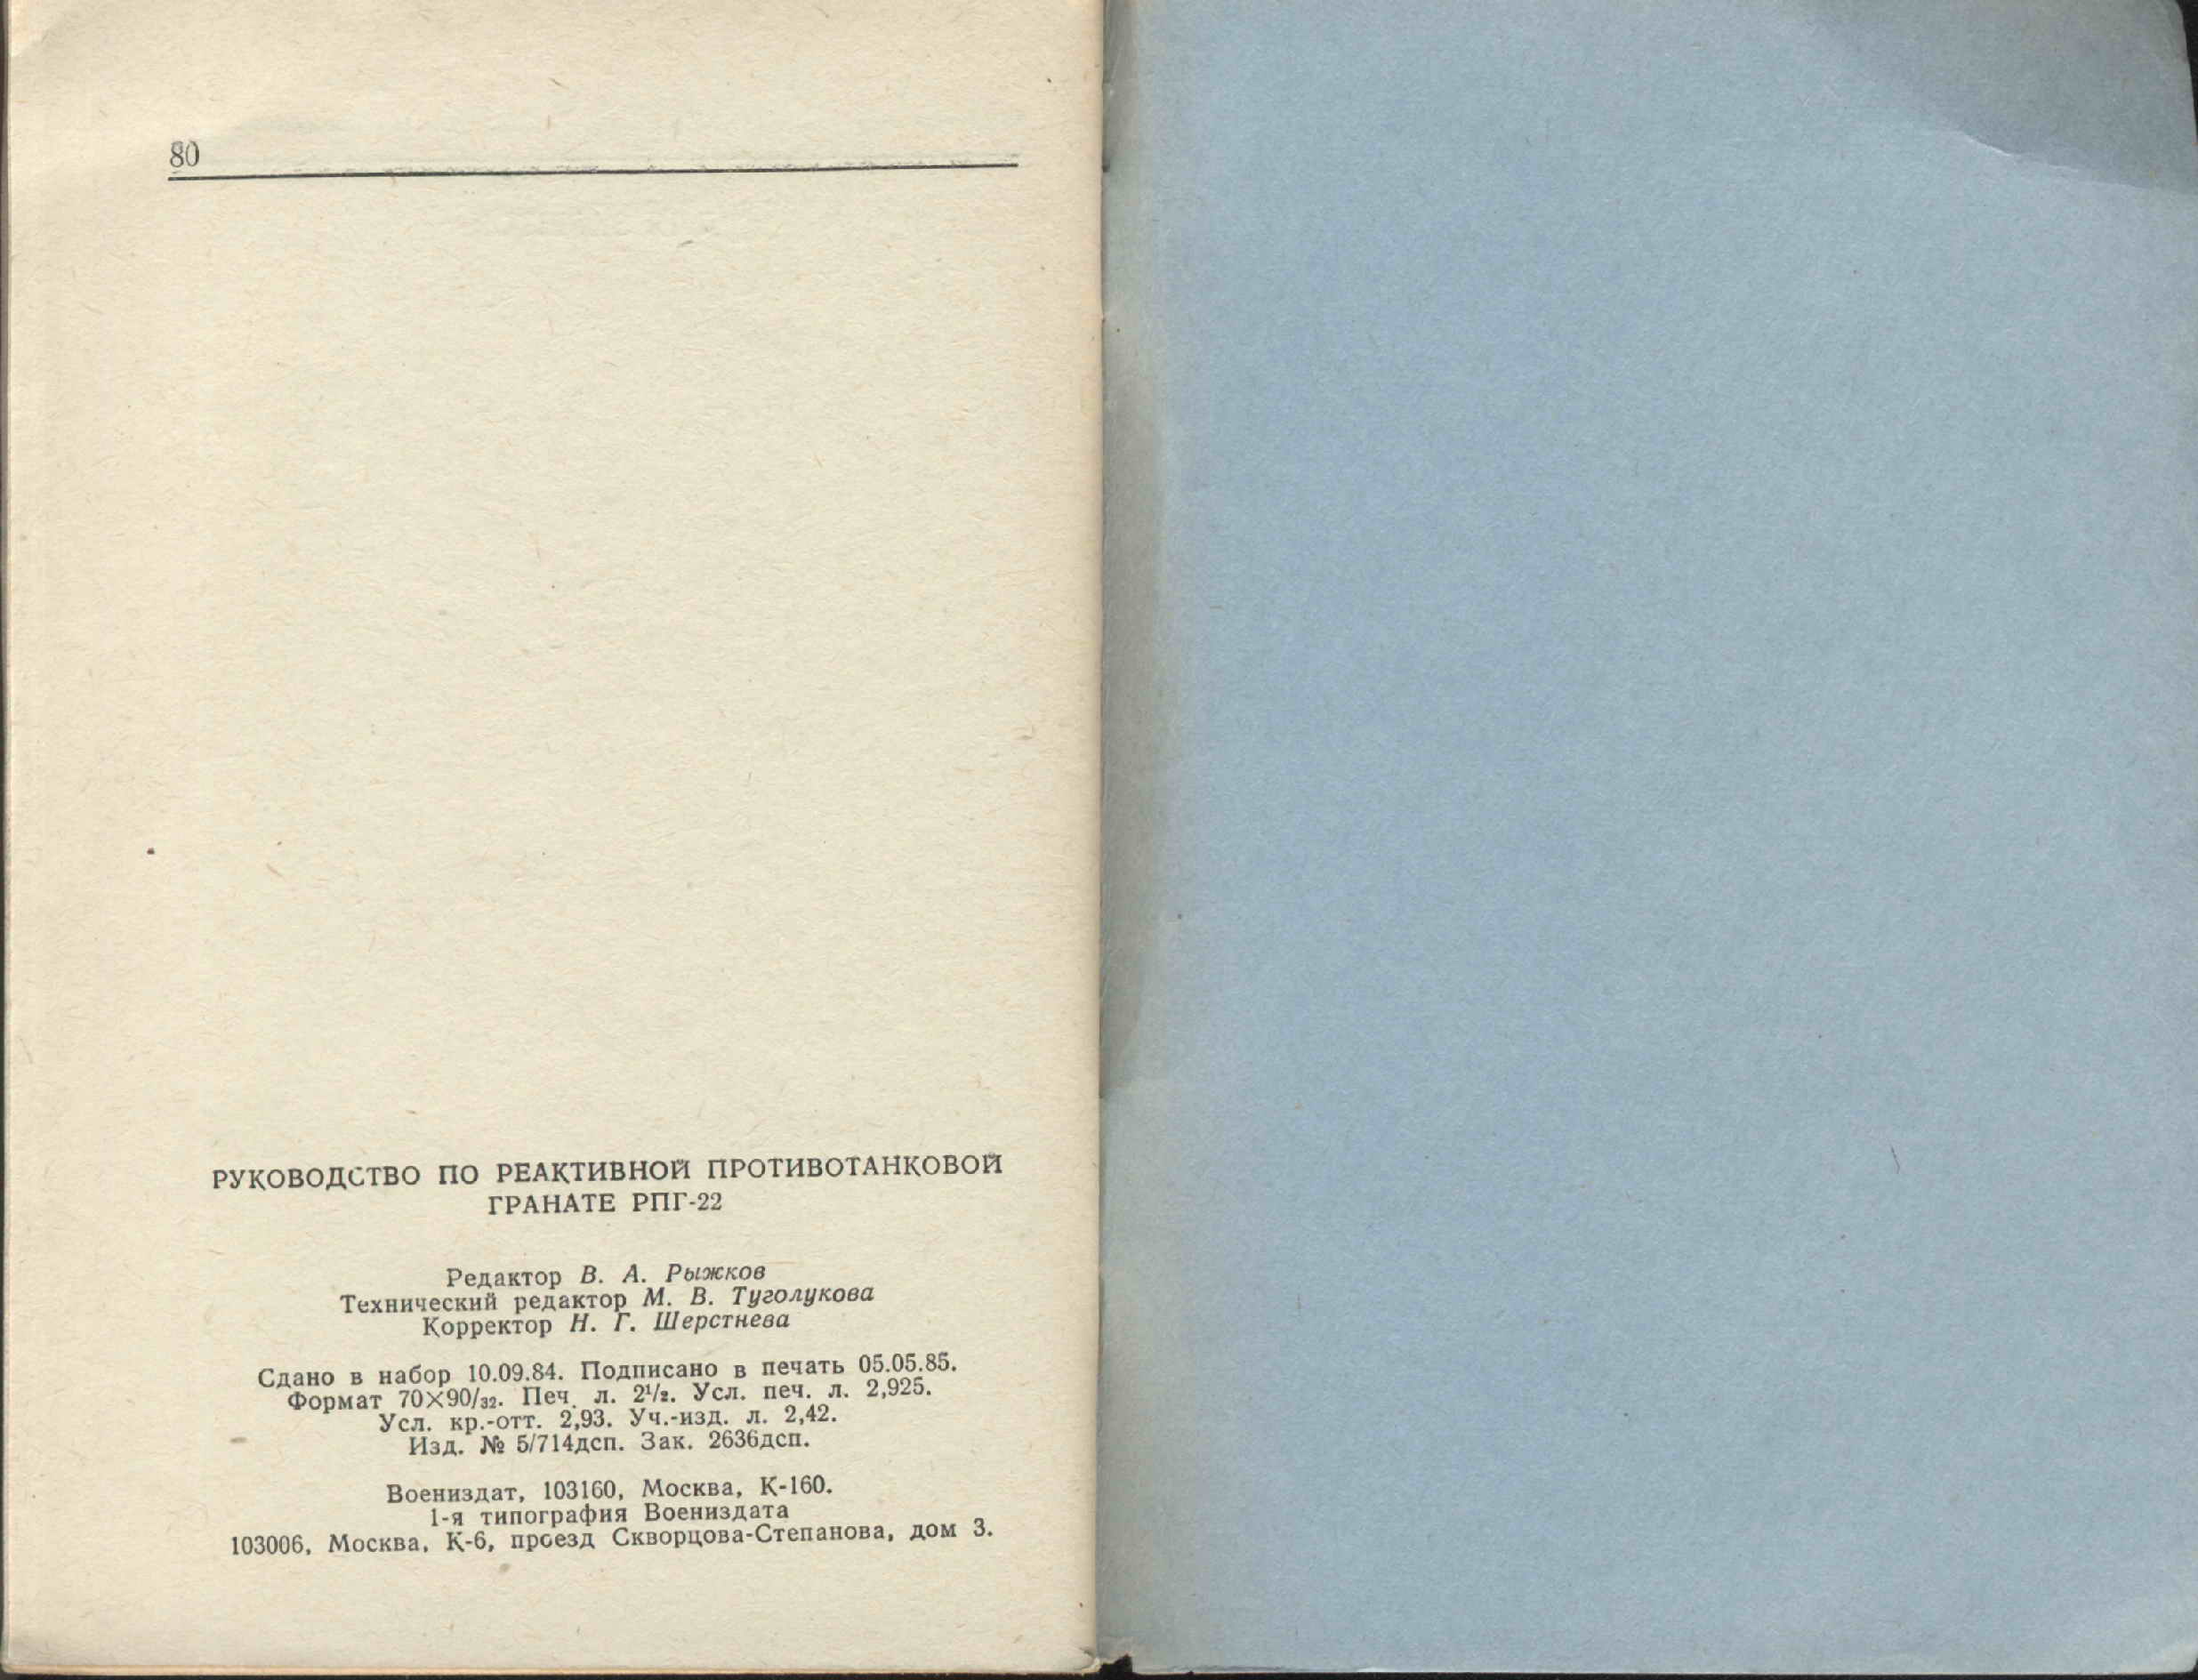 80
РУКОВОДСТВО ПО РЕАКТИВНОЙ ПРОТИВОТАНКОВОЙ
ГРАНАТЕ РПГ-22
Редактор В. А. Рыжков
Технический редактор М. В. Туголукова
Корректор Н. Г. Шерстнева
Сдано в набор 10.09.84. Подписано в печать 05.05.85.
Формат 70×90/₃₂. Печ. л. 2¹/₂. Усл. печ. л. 2,925.
Усл. кр.-отт. 2,93. Уч.-изд. л. 2,42.
Изд. № 5/714дсп. Зак. 2636дсп.
Воениздат, 103160, Москва, К-160.
1-я типография Воениздата
103006, Москва, К-6, проезд Скворцова-Степанова, дом 3.